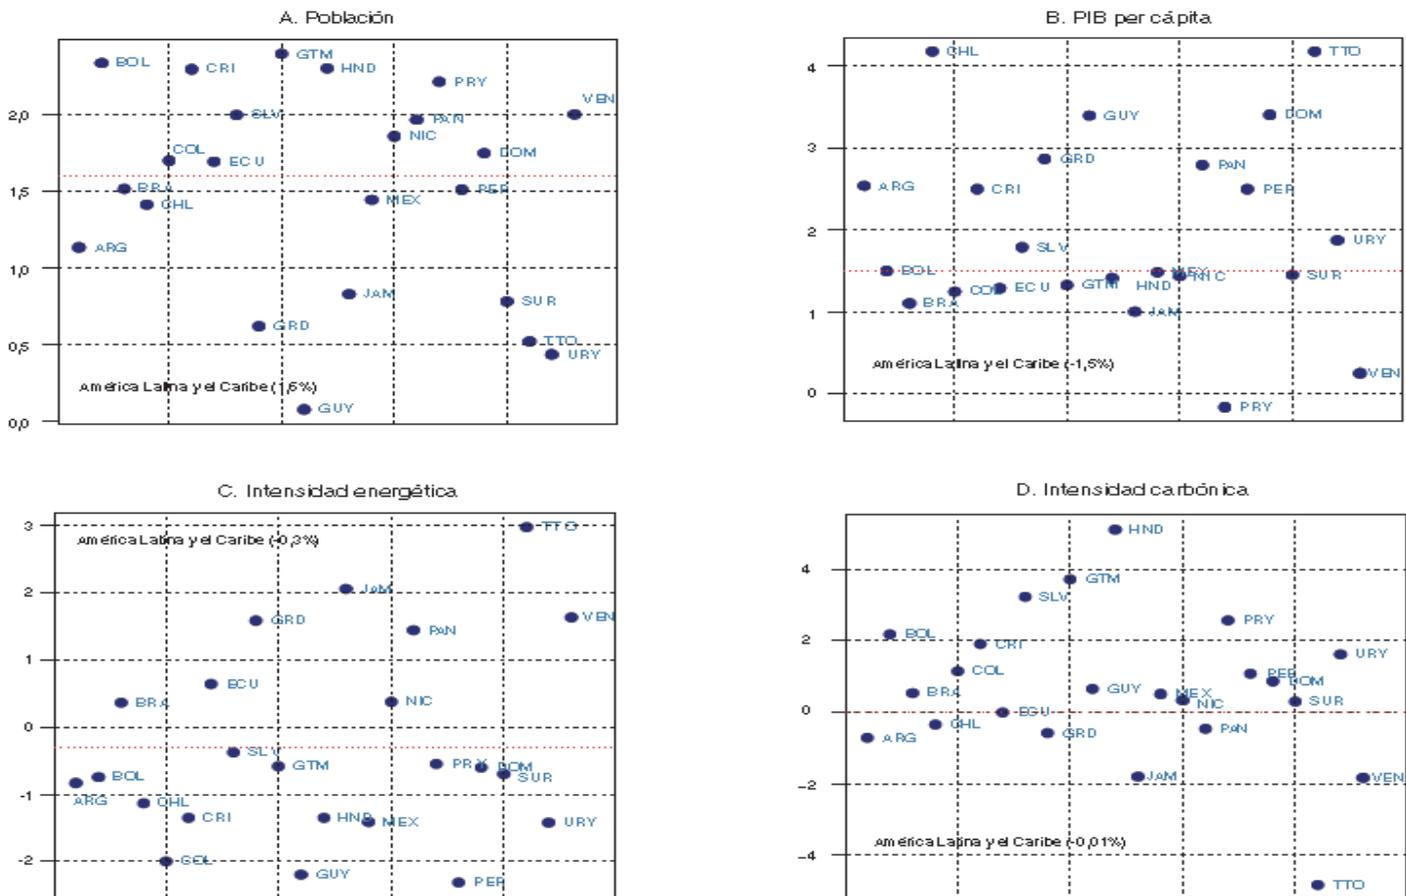 A. Población
GTM
BOL
CRI
HND
PRY
VEN
2,0
SLV
PAN
NIC
COL
ECU
DOM
BRA
PER
1,5
CHL
MEX
ARG
1,0
JAM
SUR
GRD
TTO
0,5
URY
América Latina y el Caribe (1,6%)
GUY
0,0
B. PIB per cápita
CHL
TTO
4
GUY
DOM
3
GRD
PAN
ARG
CRI
PER
2
SLV
URY
BOL
MEX
NIC
SUR
COL
ECU
GTM
HND
BRA
JAM
1
América Latina y el Caribe (-1,5%)
VEN
0
PRY
C. Intensidad energética
3
TTO
América Latina y el Caribe (-0,3%)
2
JAM
GRD
VEN
PAN
1
ECU
BRA
NIC
0
SLV
GTM
PRY
DOM
BOL
SUR
-1
ARG
CHL
CRI
HND
MEX
URY
COL
-2
GUY
PER
D. Intensidad carbónica
HND
4
GTM
SLV
PRY
BOL
2
CRI
URY
COL
PER
DOM
BRA
GUY
MEX
NIC
SUR
0
ECU
CHL
ARG
GRD
PAN
JAM
VEN
-2
América Latina y el Caribe (-0,01%)
-4
TTO